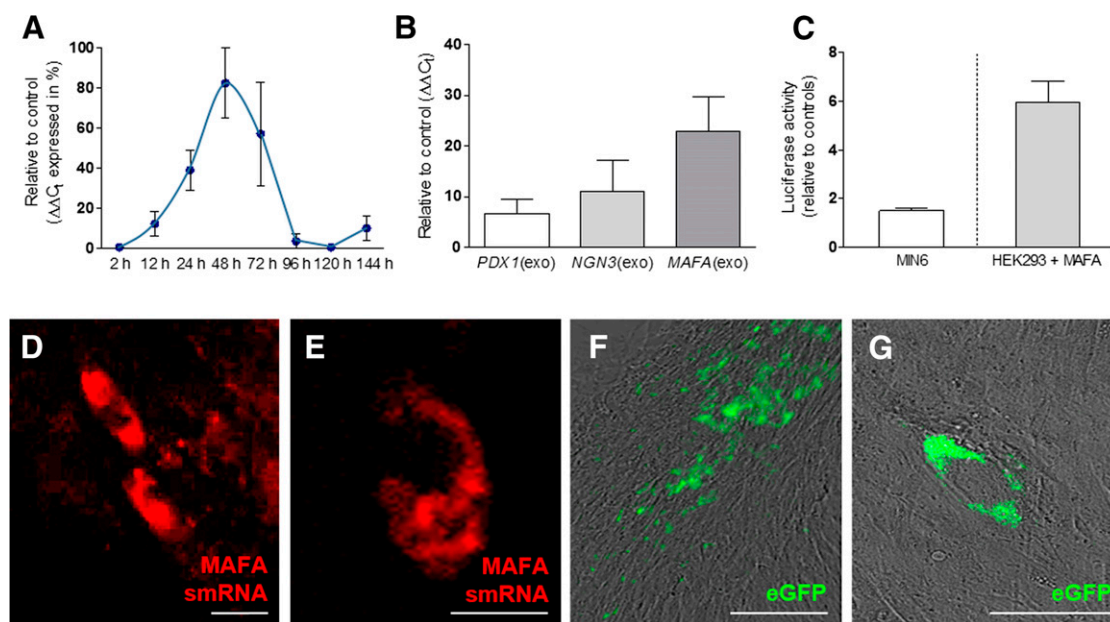 A
Relative to control
(ΔΔCt expressed in %)
100
80
60
40
20
0
2 h 12 h 24 h 48 h 72 h 96 h 120 h 144 h
B
Relative to control (ΔΔCt)
40
30
20
10
0
PDX1(exo) NGN3(exo) MAFA(exo)
C
Luciferase activity
(relative to controls)
8
6
4
2
0
MIN6 HEK293 + MAFA
D
MAFA
smRNA
E
MAFA
smRNA
F
eGFP
G
eGFP